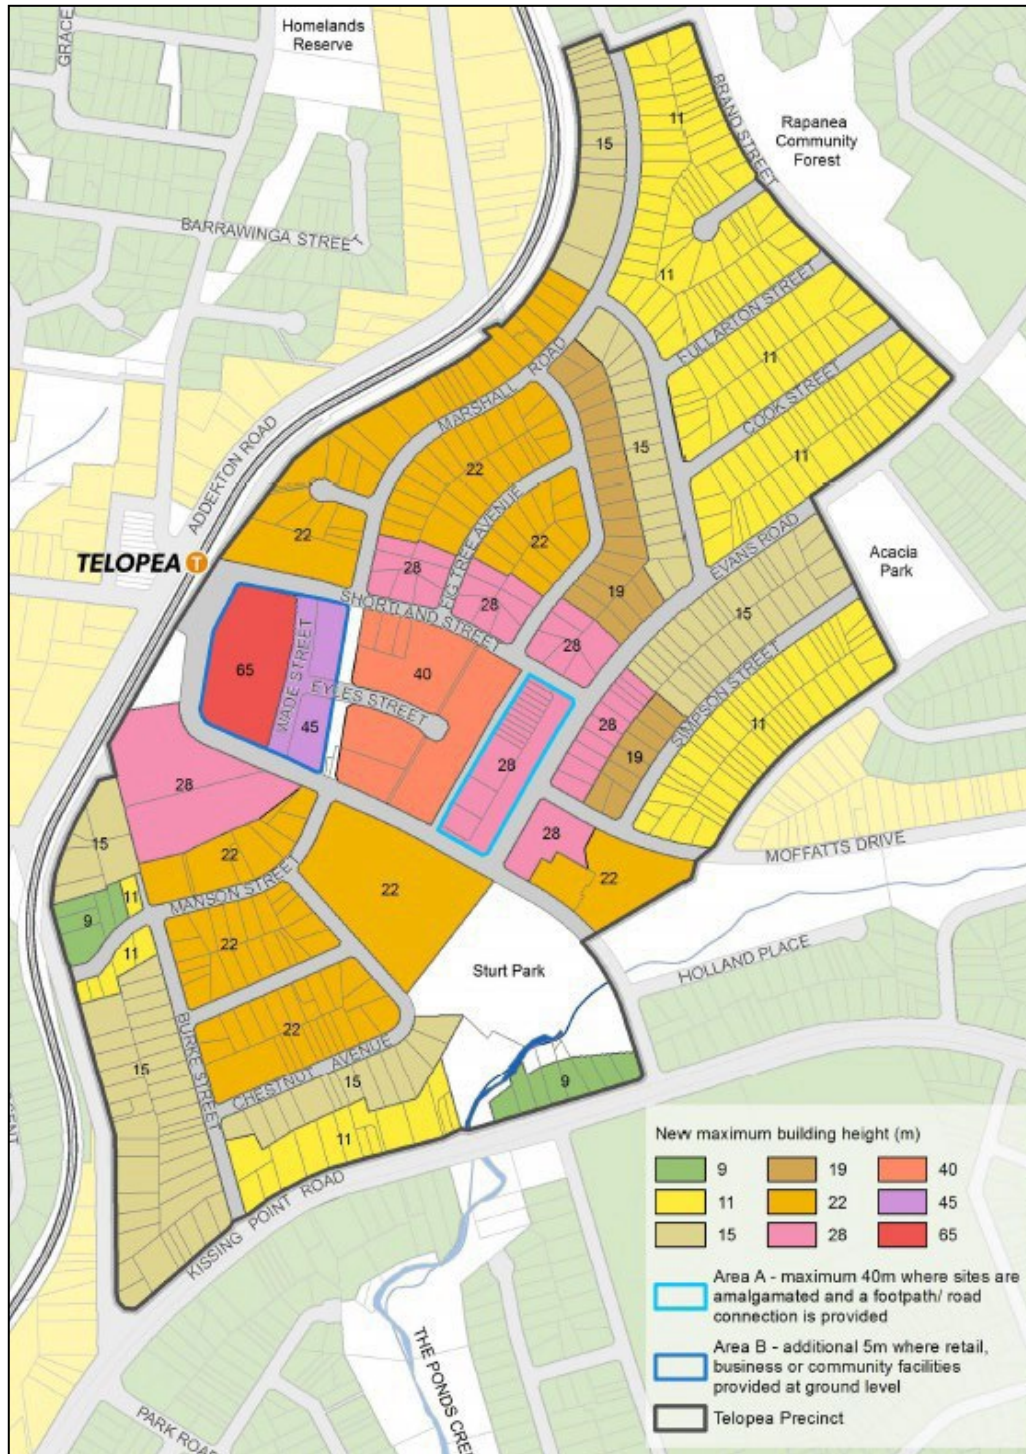 Homelands
Reserve
GRACE
BRAND STREET
Rapanea
Community
Forest
11
15
BARRAWINGA STREET
11
FULLARTON STREET
11
MARSHALL ROAD
COOK STREET
15
11
ADDERTON ROAD
22
FIG TREE AVENUE
EVANS ROAD
22
22
Acacia
Park
TELOPEA T
28
SHORTLAND STREET
28
19
15
28
65
WADE STREET
40
EYLES STREET
SIMPSON STREET
45
28
11
19
28
28
15
28
22
MOFFATTS DRIVE
22
22
11
MANSON STREET
9
22
11
Sturt Park
HOLLAND PLACE
22
BURKE STREET
15
CHESTNUT AVENUE
15
9
11
KISSING POINT ROAD
THE PONDS CREE
PARK ROAD
New maximum building height (m)
9 19 40
11 22 45
15 28 65
Area A - maximum 40m where sites are
amalgamated and a footpath/ road
connection is provided
Area B - additional 5m where retail,
business or community facilities
provided at ground level
Telopea Precinct